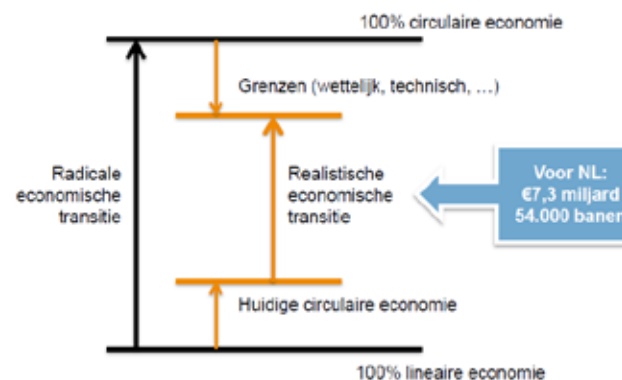 100% circulaire economie
Grenzen (wettelijk, technisch, ...)
Radicale
economische
transitie
Realistische
economische
transitie
Voor NL:
€7,3 miljard
54.000 banen
Huidige circulaire economie
100% lineaire economie